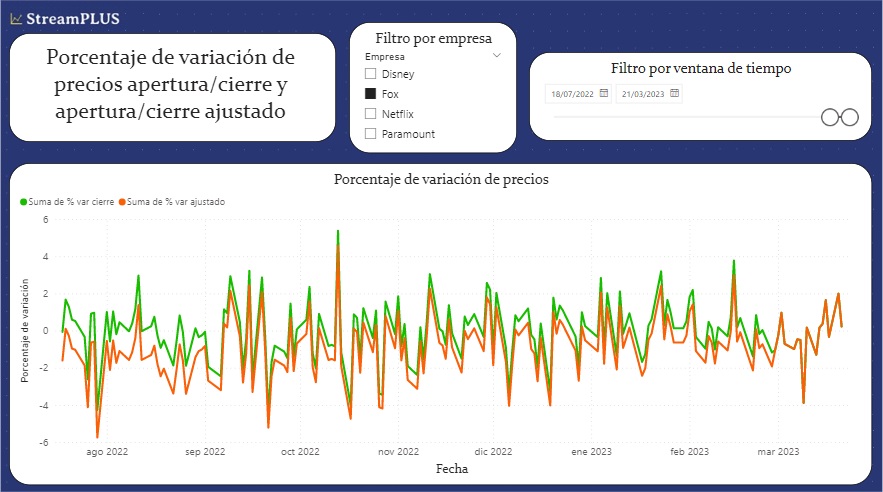 StreamPLUS
Porcentaje de variación de
precios apertura/cierre y
apertura/cierre ajustado
Filtro por empresa
Empresa
Disney
Fox
Netflix
Paramount
Filtro por ventana de tiempo
18/07/2022
21/03/2023
Porcentaje de variación de precios
Suma de % var cierre
Suma de % var ajustado
Porcentaje de variación
6
4
2
0
-2
-4
-6
ago 2022
sep 2022
oct 2022
nov 2022
dic 2022
ene 2023
feb 2023
mar 2023
Fecha